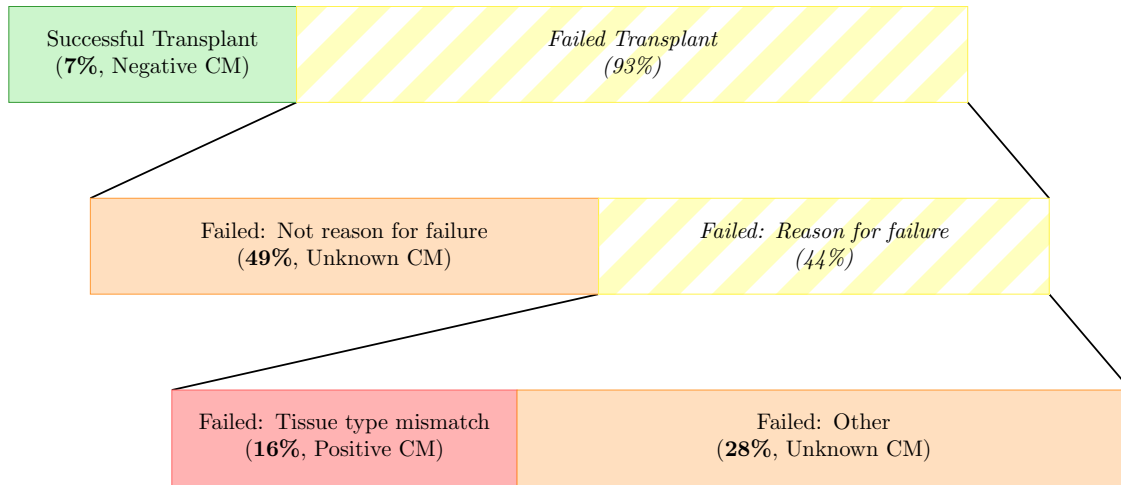 Successful Transplant
(7%, Negative CM)
Failed Transplant
(93%)
Failed: Not reason for failure
(49%, Unknown CM)
Failed: Reason for failure
(44%)
Failed: Tissue type mismatch
(16%, Positive CM)
Failed: Other
(28%, Unknown CM)